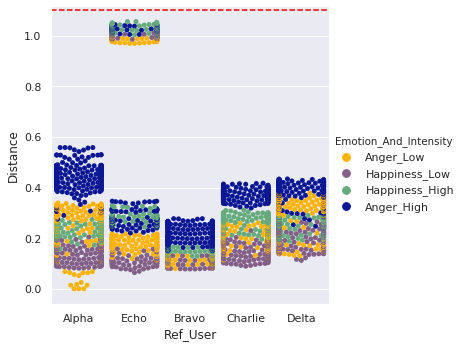 1.0
0.8
0.6
0.4
0.2
0.0
Distance
Alpha Echo Bravo Charlie Delta
Ref_User
Emotion_And_Intensity
Anger_Low
Happiness_Low
Happiness_High
Anger_High